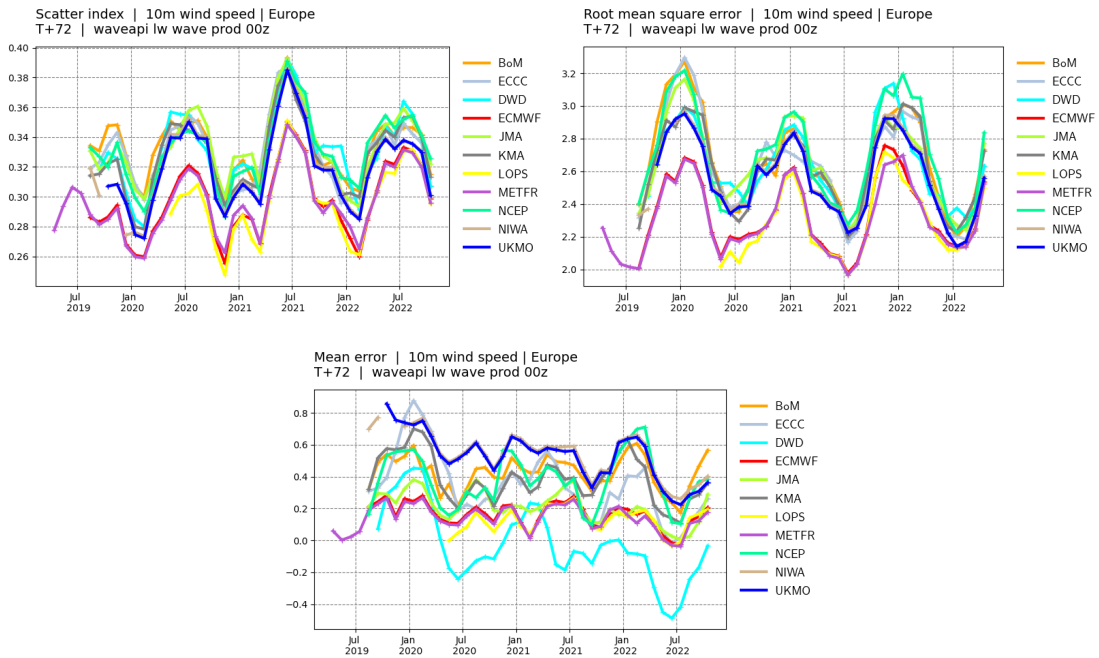 Scatter index | 10m wind speed | Europe
T+72 | waveapi lw wave prod 00z
0.40
0.38
0.36
0.34
0.32
0.30
0.28
0.26
Jul
2019
Jan
2020
Jul
2020
Jan
2021
Jul
2021
Jan
2022
Jul
2022
BoM
ECCC
DWD
ECMWF
JMA
KMA
LOPS
METFR
NCEP
NIWA
UKMO
Root mean square error | 10m wind speed | Europe
T+72 | waveapi lw wave prod 00z
3.2
3.0
2.8
2.6
2.4
2.2
2.0
Jul
2019
Jan
2020
Jul
2020
Jan
2021
Jul
2021
Jan
2022
Jul
2022
BoM
ECCC
DWD
ECMWF
JMA
KMA
LOPS
METFR
NCEP
NIWA
UKMO
Mean error | 10m wind speed | Europe
T+72 | waveapi lw wave prod 00z
0.8
0.6
0.4
0.2
0.0
−0.2
−0.4
Jul
2019
Jan
2020
Jul
2020
Jan
2021
Jul
2021
Jan
2022
Jul
2022
BoM
ECCC
DWD
ECMWF
JMA
KMA
LOPS
METFR
NCEP
NIWA
UKMO